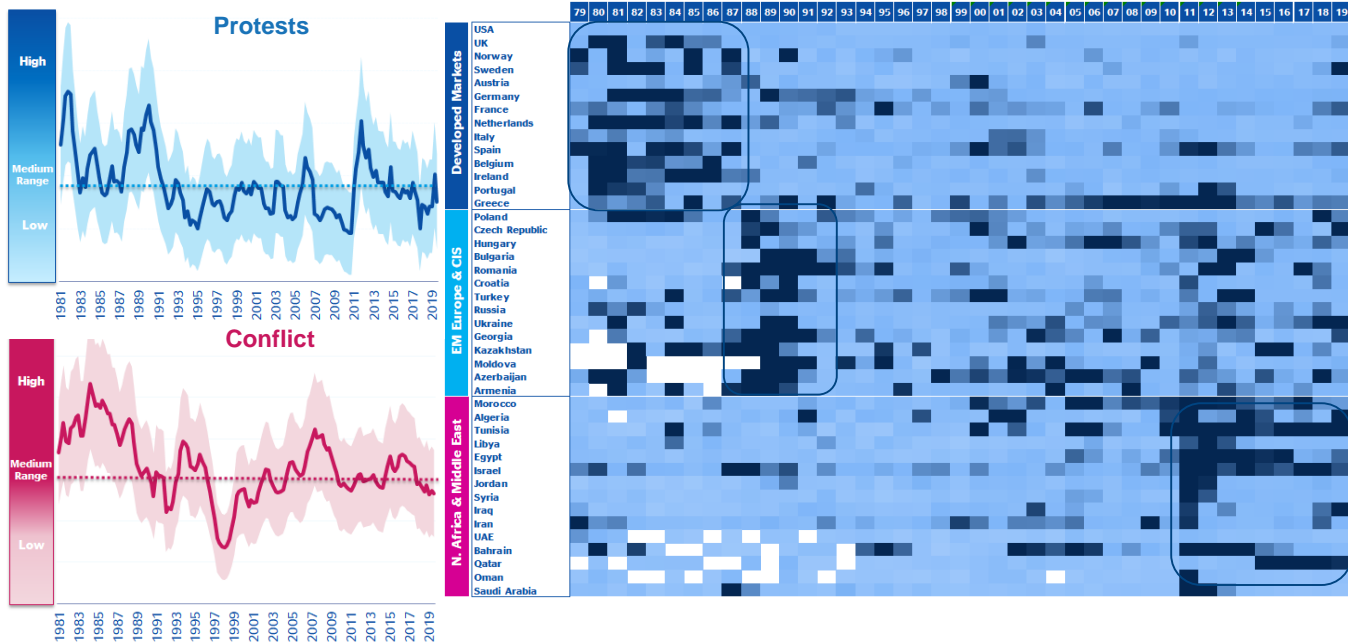 Protests
High
Medium
Range
Low
1981
1983
1985
1987
1989
1991
1993
1995
1997
1999
2001
2003
2005
2007
2009
2011
2013
2015
2017
2019
Conflict
High
Medium
Range
Low
1981
1983
1985
1987
1989
1991
1993
1995
1997
1999
2001
2003
2005
2007
2009
2011
2013
2015
2017
2019
79 80 81 82 83 84 85 86 87 88 89 90 91 92 93 94 95 96 97 98 99 00 01 02 03 04 05 06 07 08 09 10 11 12 13 14 15 16 17 18 19
Developed Markets
USA
UK
Norway
Sweden
Austria
Germany
France
Netherlands
Italy
Spain
Belgium
Ireland
Portugal
Greece
EM Europe & CIS
Poland
Czech Republic
Hungary
Bulgaria
Romania
Croatia
Turkey
Russia
Ukraine
Georgia
Kazakhstan
Moldova
Azerbaijan
Armenia
N. Africa & Middle East
Morocco
Algeria
Tunisia
Libya
Egypt
Israel
Jordan
Syria
Iraq
Iran
UAE
Bahrain
Qatar
Oman
Saudi Arabia